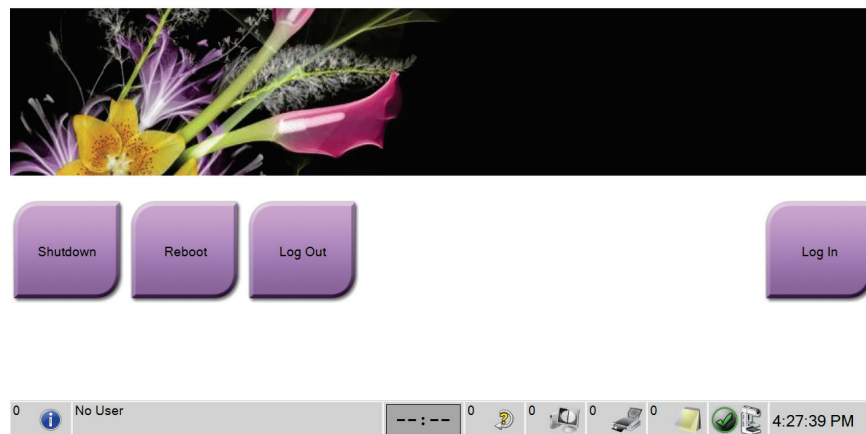 Shutdown
Reboot
Log Out
Log In
0
No User
--:--
0
0
0
0
4:27:39 PM